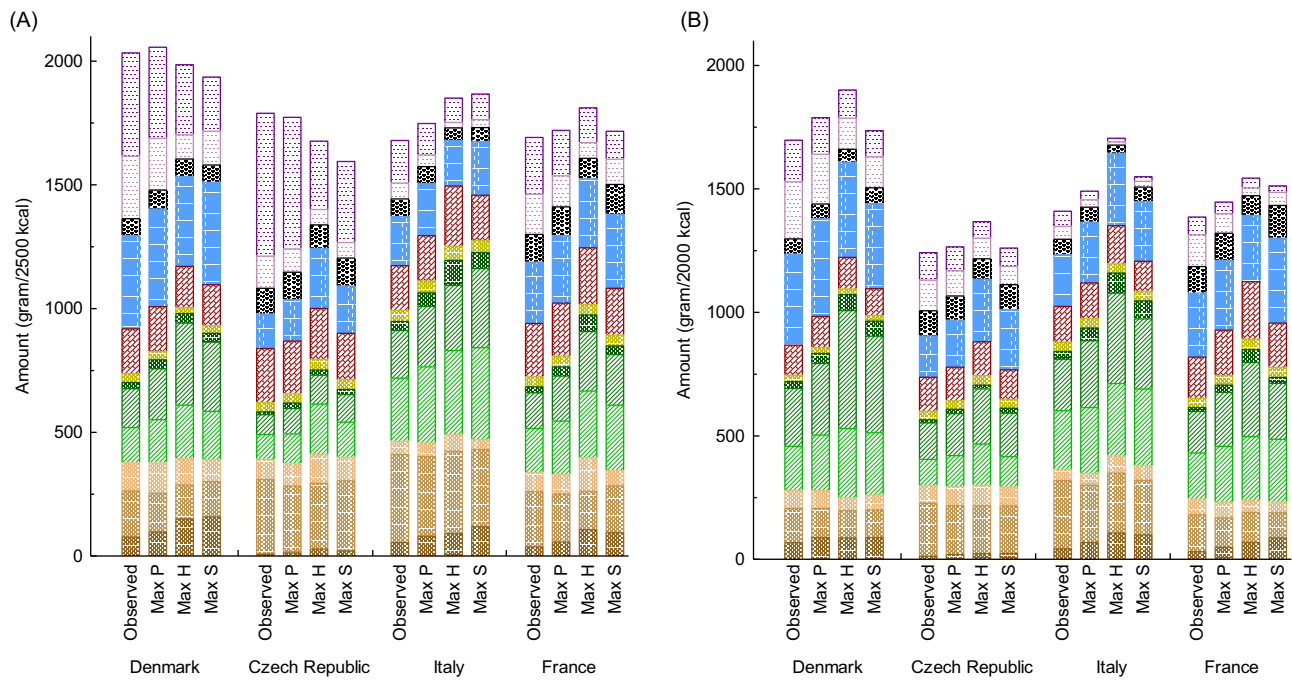 (A)
Amount (gram/2500 kcal)
2000
1500
1000
500
0
Observed
Max P
Max H
Max S
Observed
Max P
Max H
Max S
Observed
Max P
Max H
Max S
Observed
Max P
Max H
Max S
Denmark
Czech Republic
Italy
France
(B)
Amount (gram/2000 kcal)
2000
1500
1000
500
0
Observed
Max P
Max H
Max S
Observed
Max P
Max H
Max S
Observed
Max P
Max H
Max S
Observed
Max P
Max H
Max S
Denmark
Czech Republic
Italy
France